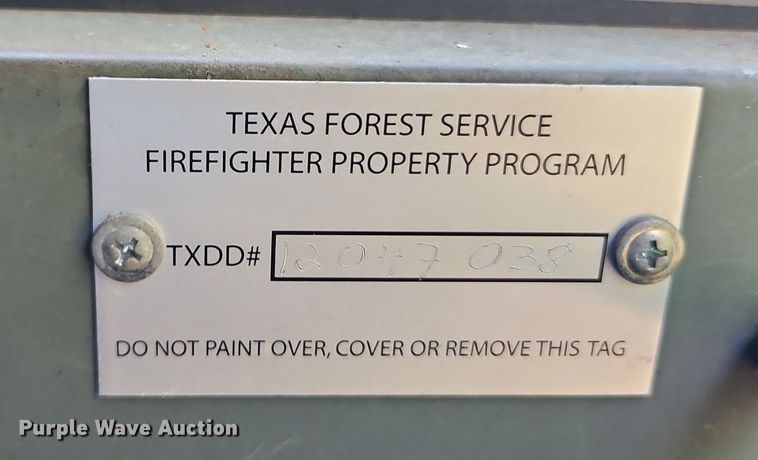 TEXAS FOREST SERVICE
FIREFIGHTER PROPERTY PROGRAM
TXDD# 12047 038
DO NOT PAINT OVER, COVER OR REMOVE THIS TAG
Purple Wave Auction